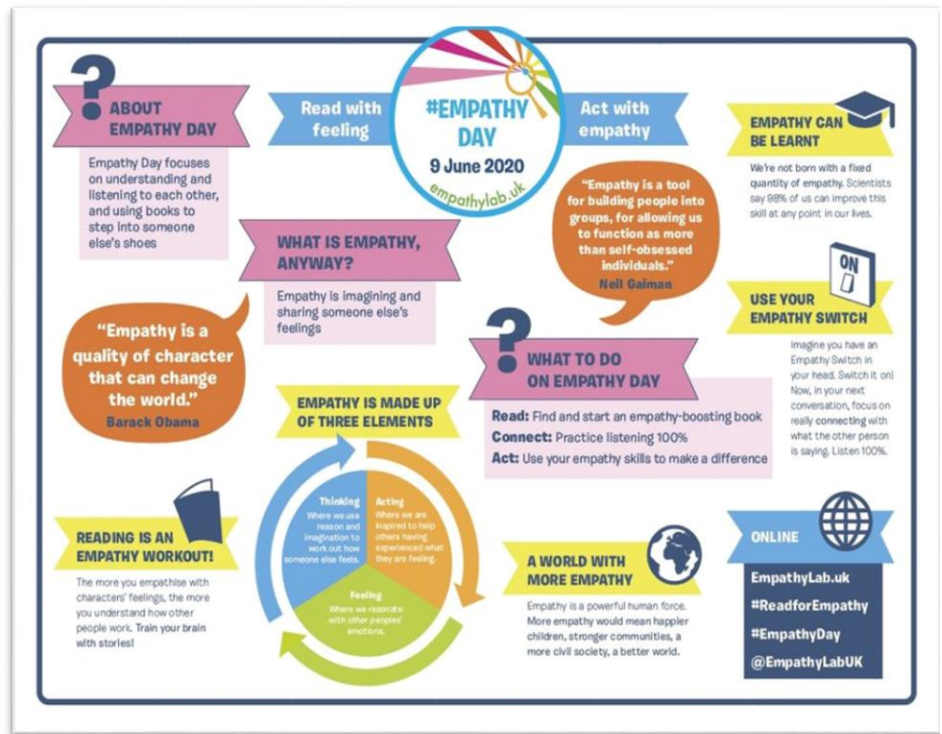 ABOUT
EMPATHY DAY
Empathy Day focuses
on understanding and
listening to each other,
and using books to
step into someone
else's shoes
Read with
feeling
#EMPATHY
DAY
9 June 2020
empathylab.uk
Act with
empathy
EMPATHY CAN
BE LEARNT
We're not born with a fixed
quantity of empathy. Scientists
say 98% of us can improve this
skill at any point in our lives.
WHAT IS EMPATHY,
ANYWAY?
Empathy is imagining and
sharing someone else's
feelings
"Empathy is a tool
for building people into
groups, for allowing us
to function as more
than self-obsessed
individuals."
Neil Gaiman
ON
USE YOUR
EMPATHY SWITCH
Imagine you have an
Empathy Switch in
your head. Switch it on!
Now, in your next
conversation, focus on
really connecting with
what the other person
is saying. Listen 100%.
"Empathy is a
quality of character
that can change
the world."
Barack Obama
WHAT TO DO
ON EMPATHY DAY
Read: Find and start an empathy-boosting book
Connect: Practice listening 100%
Act: Use your empathy skills to make a difference
EMPATHY IS MADE UP
OF THREE ELEMENTS
Thinking
Where we use
reason and
imagination to
work out how
someone else feels.
Acting
Where we are
inspired to help
others having
experienced what
they are feeling.
Feeling
Where we resonate
with other peoples'
emotions.
READING IS AN
EMPATHY WORKOUT!
The more you empathise with
characters' feelings, the more
you understand how other
people work. Train your brain
with stories!
A WORLD WITH
MORE EMPATHY
Empathy is a powerful human force.
More empathy would mean happier
children, stronger communities, a
more civil society, a better world.
ONLINE
EmpathyLab.uk
#ReadforEmpathy
#EmpathyDay
@EmpathyLabUK